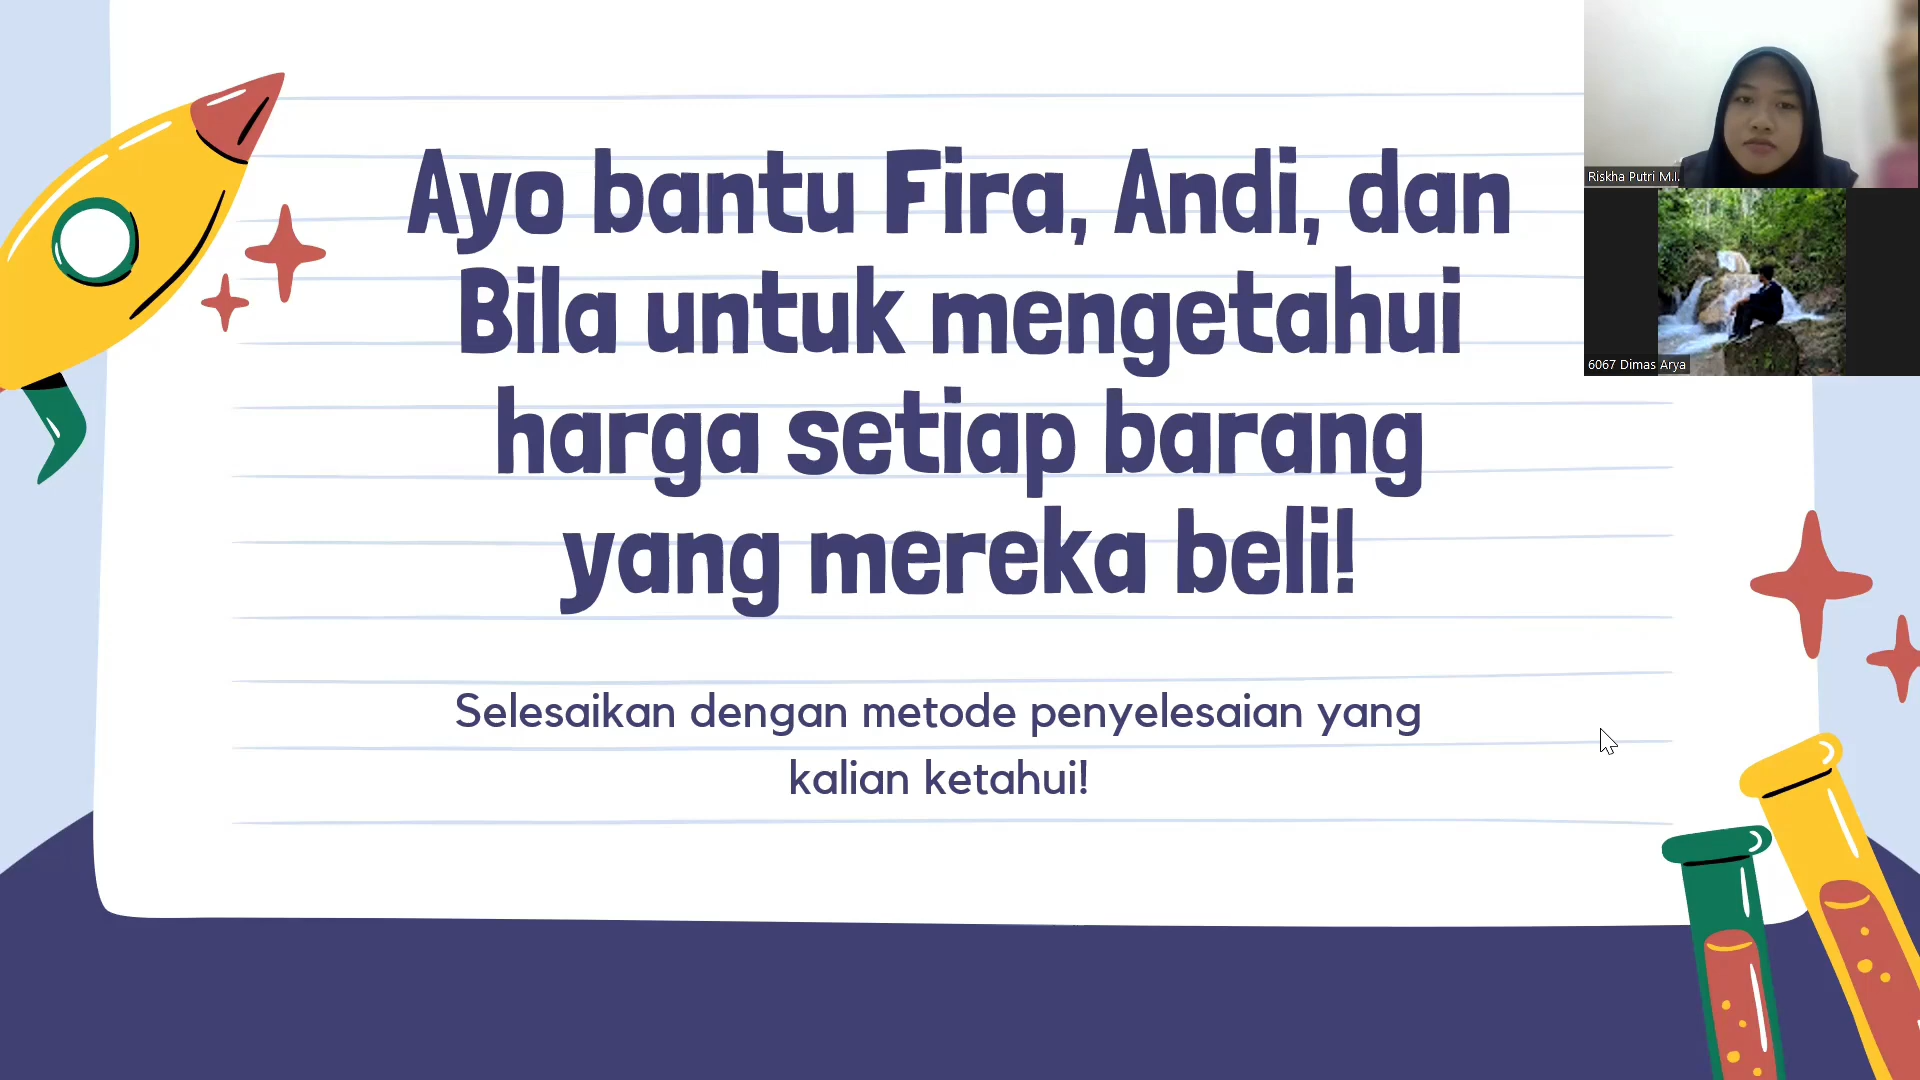 Ayo bantu Fira, Andi, dan
Bila untuk mengetahui
harga setiap barang
yang mereka beli!
Selesaikan dengan metode penyelesaian yang
kalian ketahui!
Riskha Putri M.I.
6067 Dimas Arya